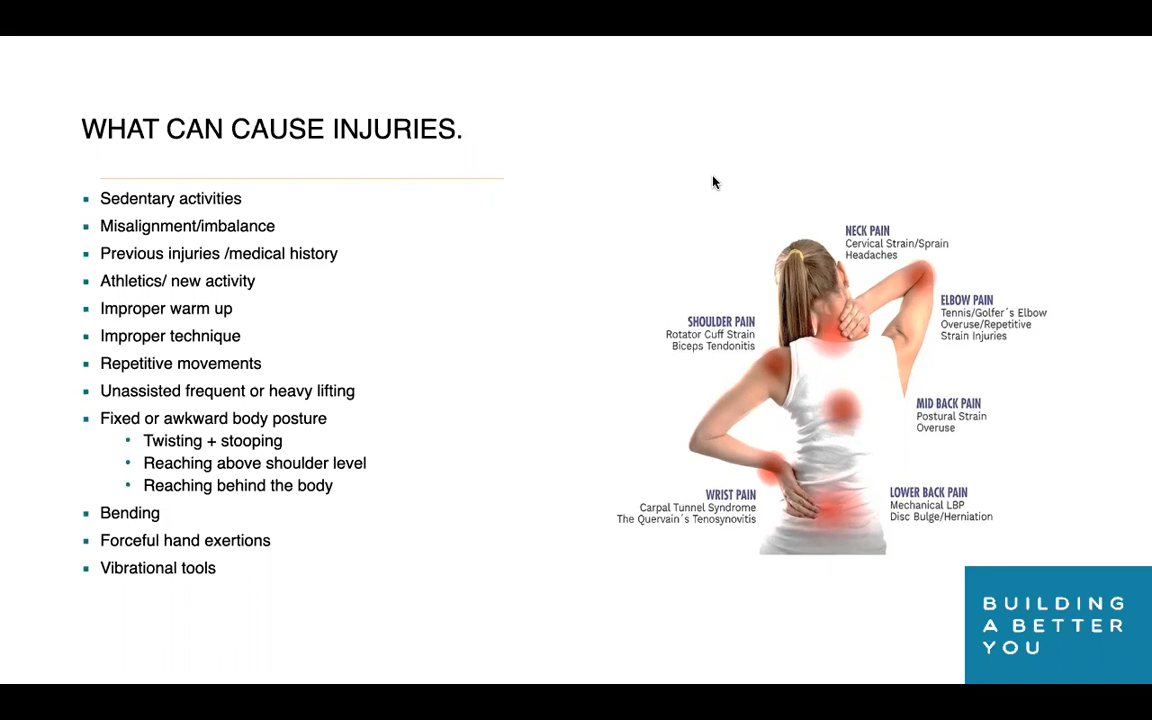 WHAT CAN CAUSE INJURIES.
Sedentary activities
Misalignment/imbalance
Previous injuries /medical history
Athletics/ new activity
Improper warm up
Improper technique
Repetitive movements
Unassisted frequent or heavy lifting
Fixed or awkward body posture
Twisting + stooping
Reaching above shoulder level
Reaching behind the body
Bending
Forceful hand exertions
Vibrational tools
NECK PAIN
Cervical Strain/Sprain
Headaches
ELBOW PAIN
Tennis/Golfer´s Elbow
Overuse/Repetitive
Strain Injuries
SHOULDER PAIN
Rotator Cuff Strain
Biceps Tendonitis
MID BACK PAIN
Postural Strain
Overuse
WRIST PAIN
Carpal Tunnel Syndrome
The Quervain´s Tenosynovitis
LOWER BACK PAIN
Mechanical LBP
Disc Bulge/Herniation
BUILDING
A BETTER
YOU